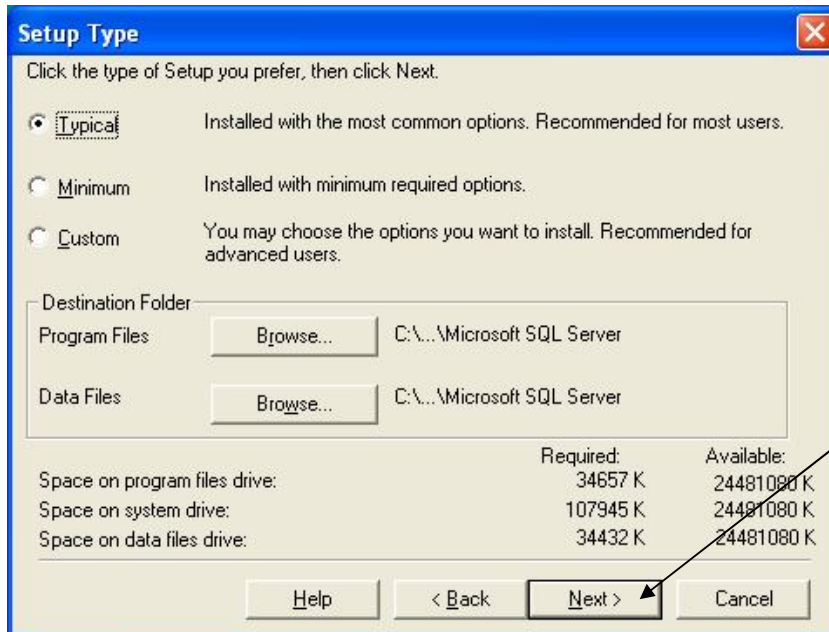 Setup Type
Click the type of Setup you prefer, then click Next.
Typical Installed with the most common options. Recommended for most users.
Minimum Installed with minimum required options.
Custom You may choose the options you want to install. Recommended for
advanced users.
Destination Folder
Program Files Browse... C:\...\Microsoft SQL Server
Data Files Browse... C:\...\Microsoft SQL Server
Required: Available:
Space on program files drive: 34657 K 24481080 K
Space on system drive: 107945 K 24481080 K
Space on data files drive: 34432 K 24481080 K
Help < Back Next > Cancel